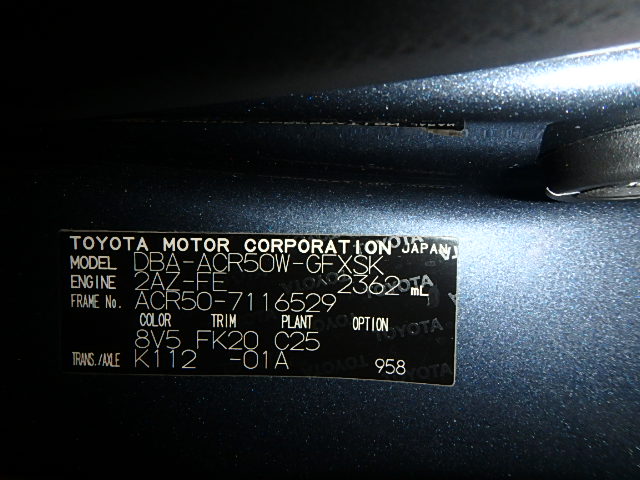 TOYOTA MOTOR CORPORATION JAPAN
MODEL DBA-ACR50W-GFXSK
ENGINE 2AZ-FE 2362 mL
FRAME No. ACR50-7116529
COLOR TRIM PLANT OPTION
8V5 FK20 C25
TRANS./AXLE K112 -01A 958